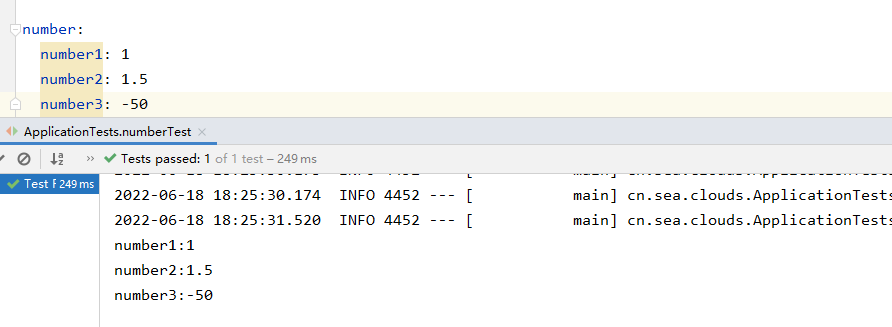 number:
number1: 1
number2: 1.5
number3: -50
ApplicationTests.numberTest
Tests passed: 1 of 1 test – 249 ms
Test 249 ms
2022-06-18 18:25:30.174 INFO 4452 --- [ main] cn.sea.clouds.ApplicationTests
2022-06-18 18:25:31.520 INFO 4452 --- [ main] cn.sea.clouds.ApplicationTests
number1:1
number2:1.5
number3:-50